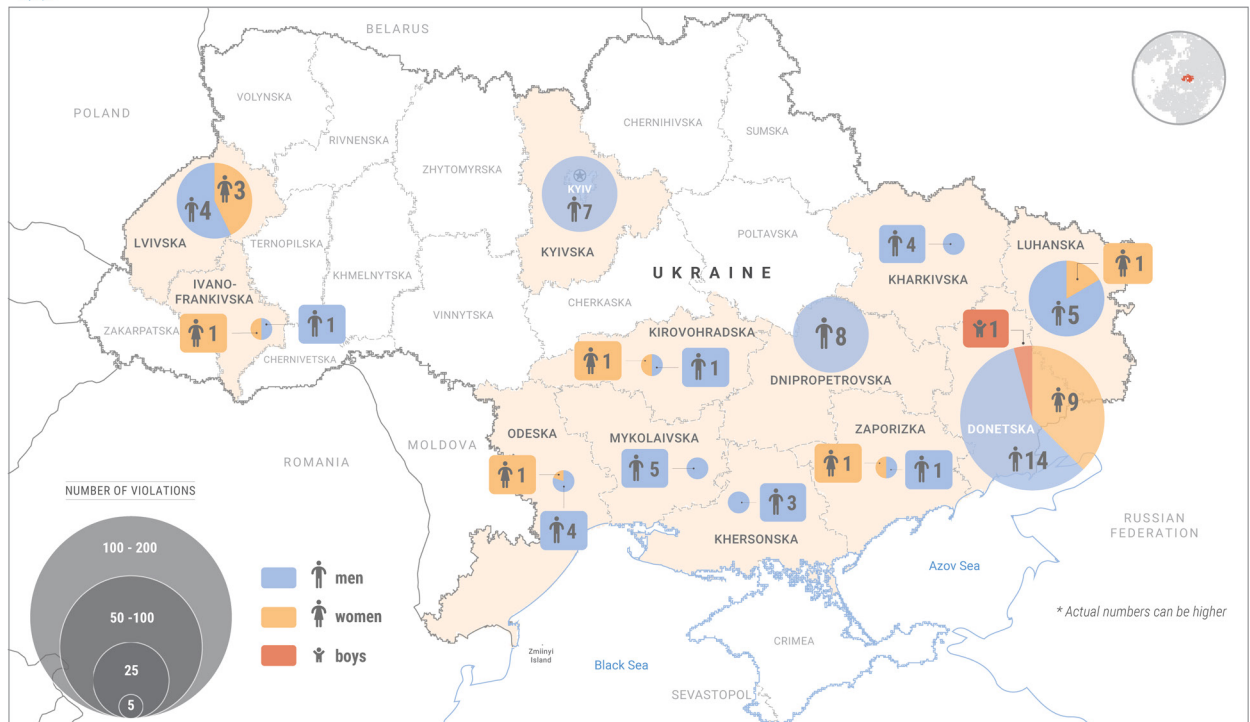 BELARUS
POLAND
VOLYNSKA
RIVNENSKA
ZHYTOMYRSKA
CHERNIHIVSKA
SUMSKA
3
4
LVIVSKA
TERNOPILSKA
KHMELNYTSKA
KYIV
7
KYIVSKA
POLTAVSKA
4
KHARKIVSKA
LUHANSKA
1
5
IVANO-
FRANKIVSKA
UKRAINE
ZAKARPATSKA
1
1
CHERNIVETSKA
VINNYTSKA
CHERKASKA
KIROVOHRADSKA
1
1
8
DNIPROPETROVSKA
1
9
DONETSKA
14
MOLDOVA
ODESKA
1
4
MYKOLAIVSKA
5
ZAPORIZKA
1
1
3
KHERSONSKA
ROMANIA
RUSSIAN
FEDERATION
Azov Sea
NUMBER OF VIOLATIONS
100 - 200
50 -100
25
5
men
women
boys
* Actual numbers can be higher
Zmiinyi
Island
Black Sea
CRIMEA
SEVASTOPOL